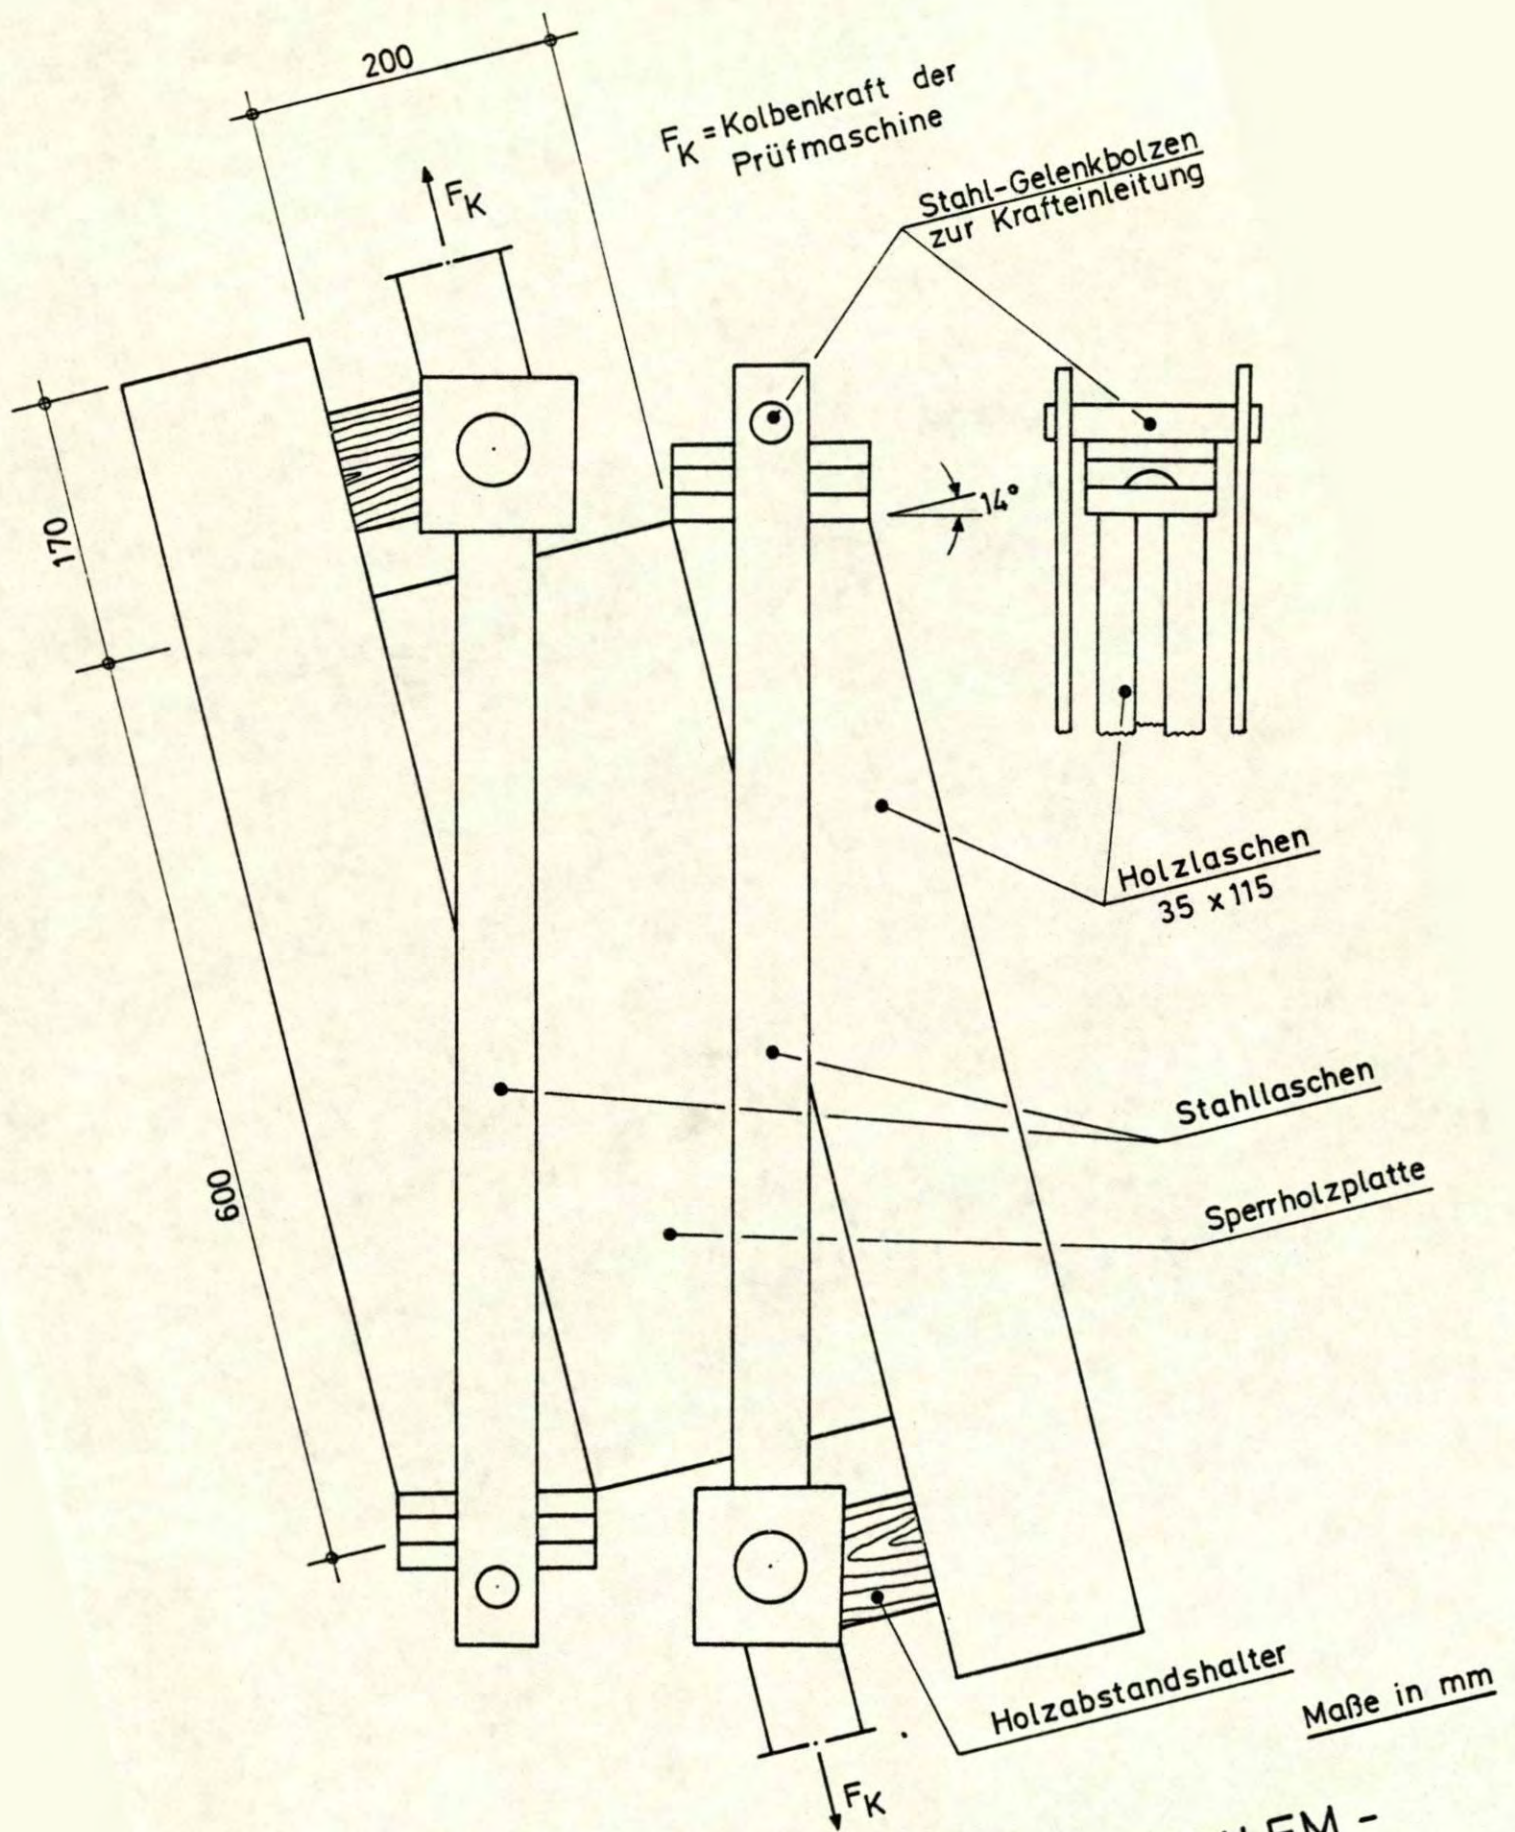 200
F_K = Kolbenkraft der
Prüfmaschine
F_K
Stahl-Gelenkbolzen
zur Krafteinleitung
14°
170
Holzlaschen
35 x 115
Stahllaschen
600
Sperrholzplatte
Holzabstandshalter
Maße in mm
F_K